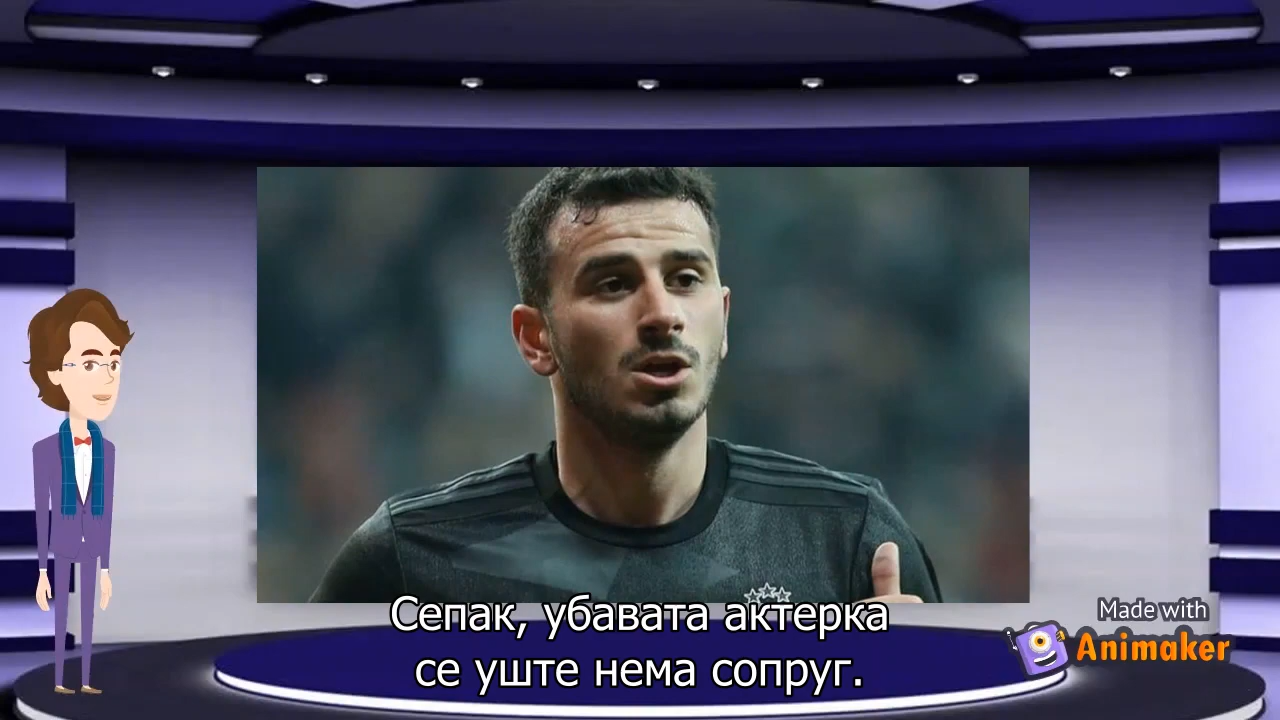 Сепак, убавата актерка
се уште нема сопруг.
Made with
Animaker